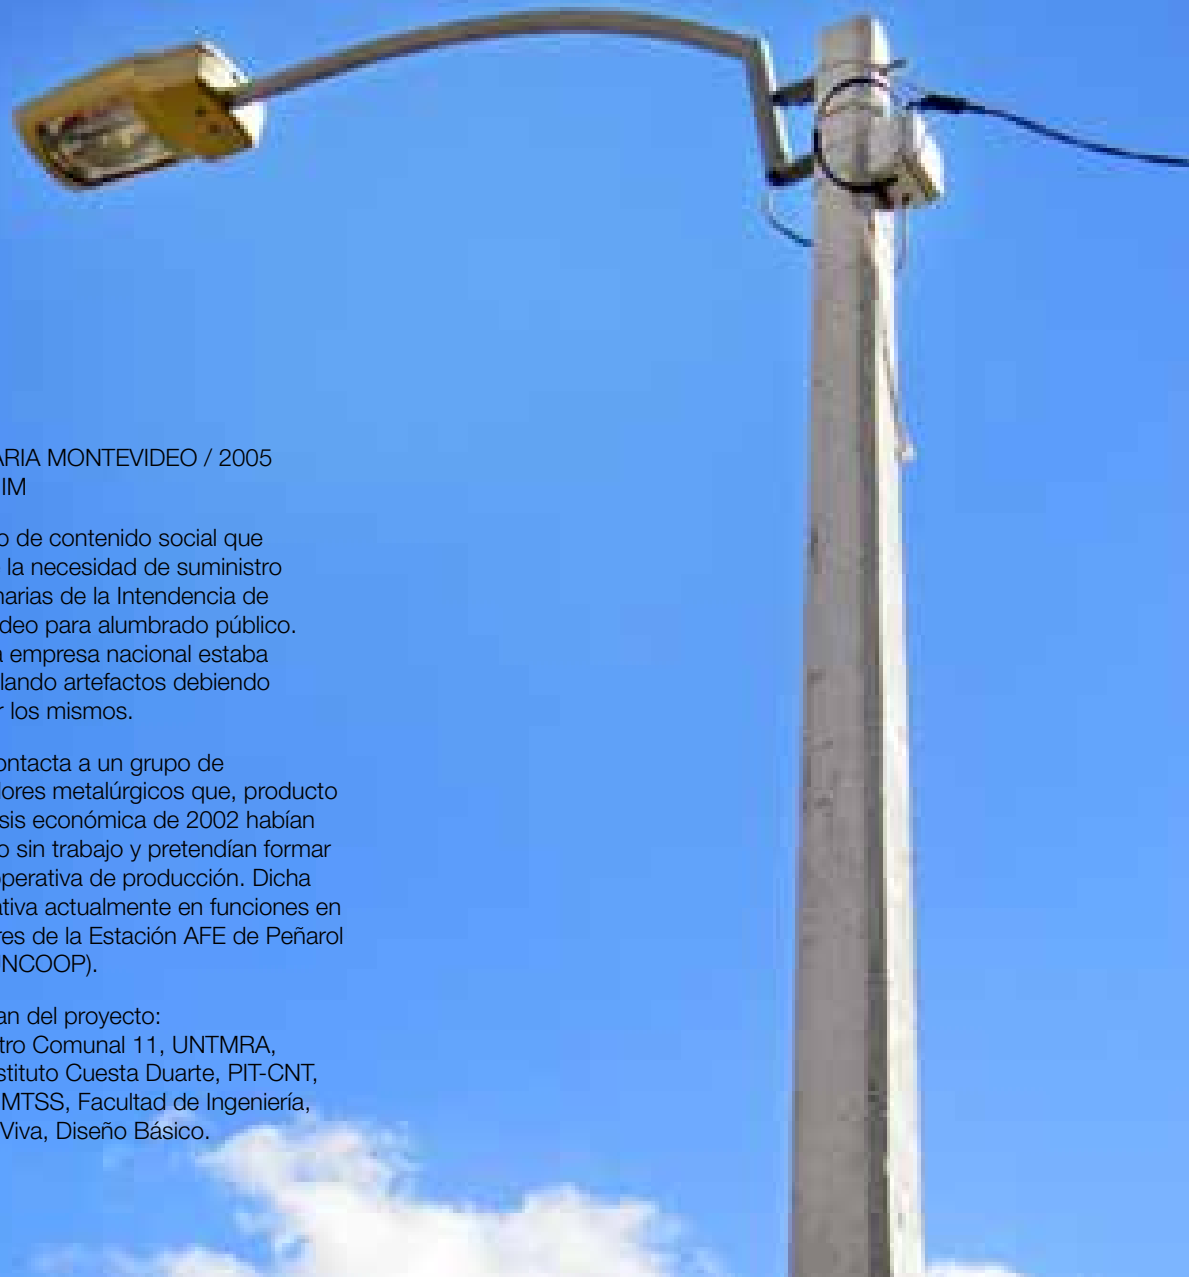 ARIA MONTEVIDEO / 2005
IM
o de contenido social que
la necesidad de suministro
narias de la Intendencia de
deo para alumbrado público.
a empresa nacional estaba
lando artefactos debiendo
r los mismos.
ontacta a un grupo de
dores metalúrgicos que, producto
sis económica de 2002 habían
o sin trabajo y pretendían formar
operativa de producción. Dicha
ativa actualmente en funciones en
res de la Estación AFE de Peñarol
NCOOP).
an del proyecto:
tro Comunal 11, UNTMRA,
stituto Cuesta Duarte, PIT-CNT,
MTSS, Facultad de Ingeniería,
Viva, Diseño Básico.